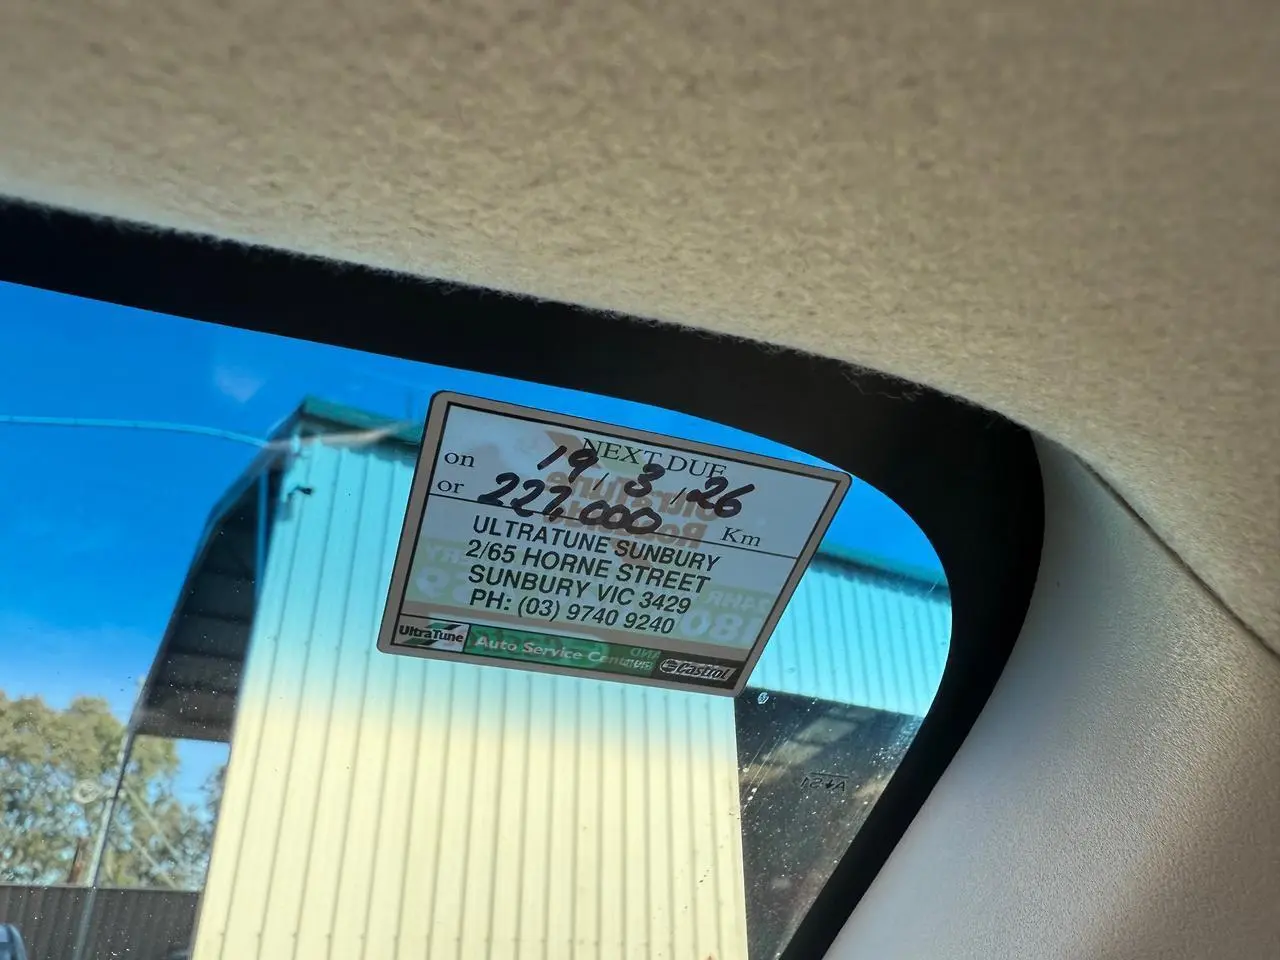 NEXT DUE
on 19/3/26
or 227,000 Km
ULTRATUNE SUNBURY
2/65 HORNE STREET
SUNBURY VIC 3429
PH: (03) 9740 9240
UltraTune Auto Service Castrol